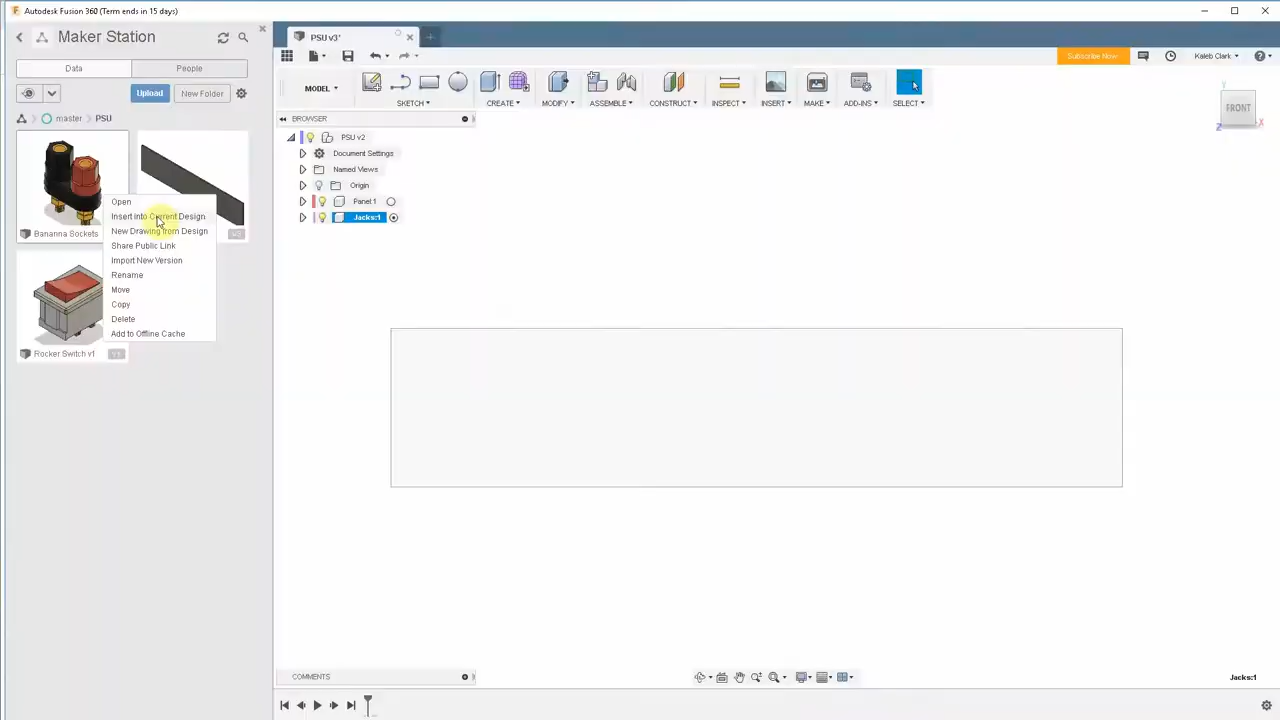 Autodesk Fusion 360 (Term ends in 15 days)
Maker Station
PSU v3*
Data
People
Subscribe Now!
Kaleb Clark
MODEL
SKETCH
CREATE
MODIFY
ASSEMBLE
CONSTRUCT
INSPECT
INSERT
MAKE
ADD-INS
SELECT
Upload
New Folder
FRONT
Y
X
Z
master
PSU
BROWSER
PSU v2
Document Settings
Named Views
Origin
Panel:1
Jacks:1
Open
Insert into Current Design
New Drawing from Design
Share Public Link
Import New Version
Rename
Move
Copy
Delete
Add to Offline Cache
Bananna Sockets
V3
Rocker Switch v1
V1
COMMENTS
Jacks:1